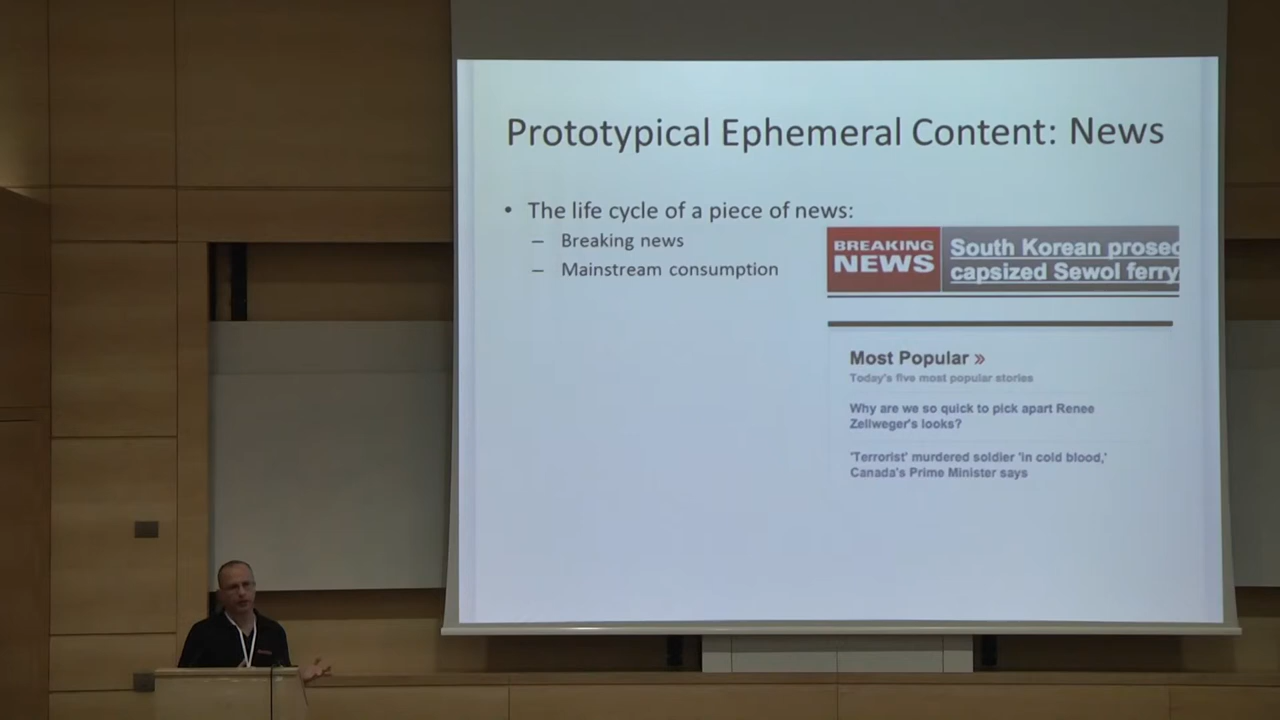 Prototypical Ephemeral Content: News
• The life cycle of a piece of news:
– Breaking news
– Mainstream consumption
BREAKING NEWS
South Korean prosec
capsized Sewol ferry
Most Popular »
Today's five most popular stories
Why are we so quick to pick apart Renee
Zellweger's looks?
'Terrorist' murdered soldier 'in cold blood,'
Canada's Prime Minister says